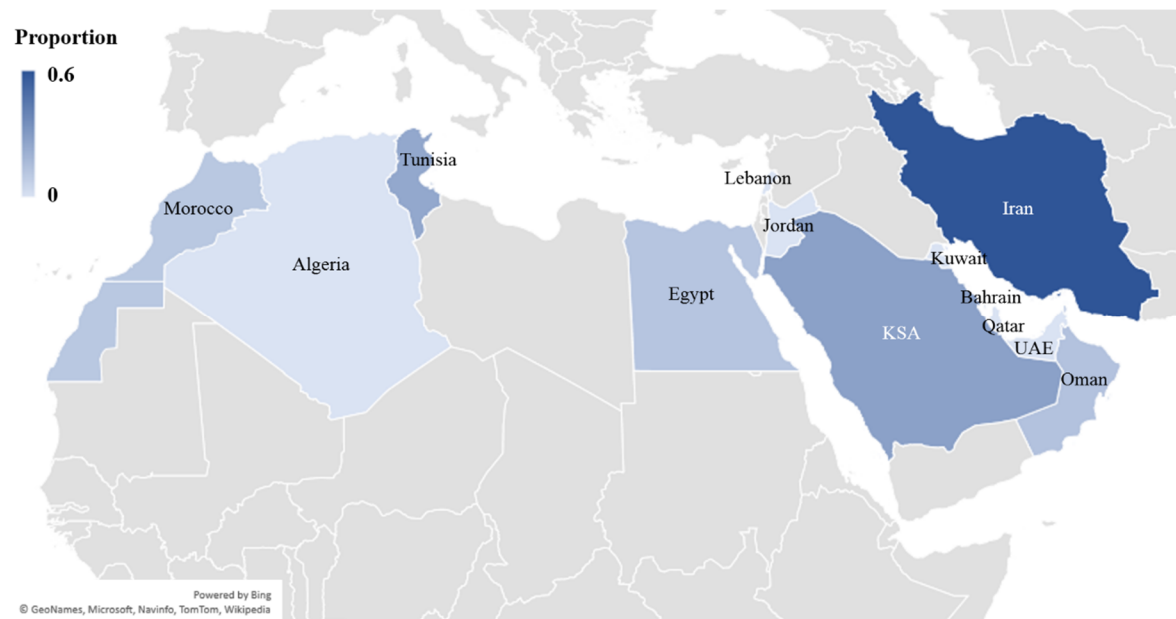 Proportion
0.6
0
Tunisia
Lebanon
Morocco
Jordan
Iran
Algeria
Kuwait
Egypt
Bahrain
Qatar
KSA
UAE
Oman
Powered by Bing
© GeoNames, Microsoft, Navinfo, TomTom, Wikipedia